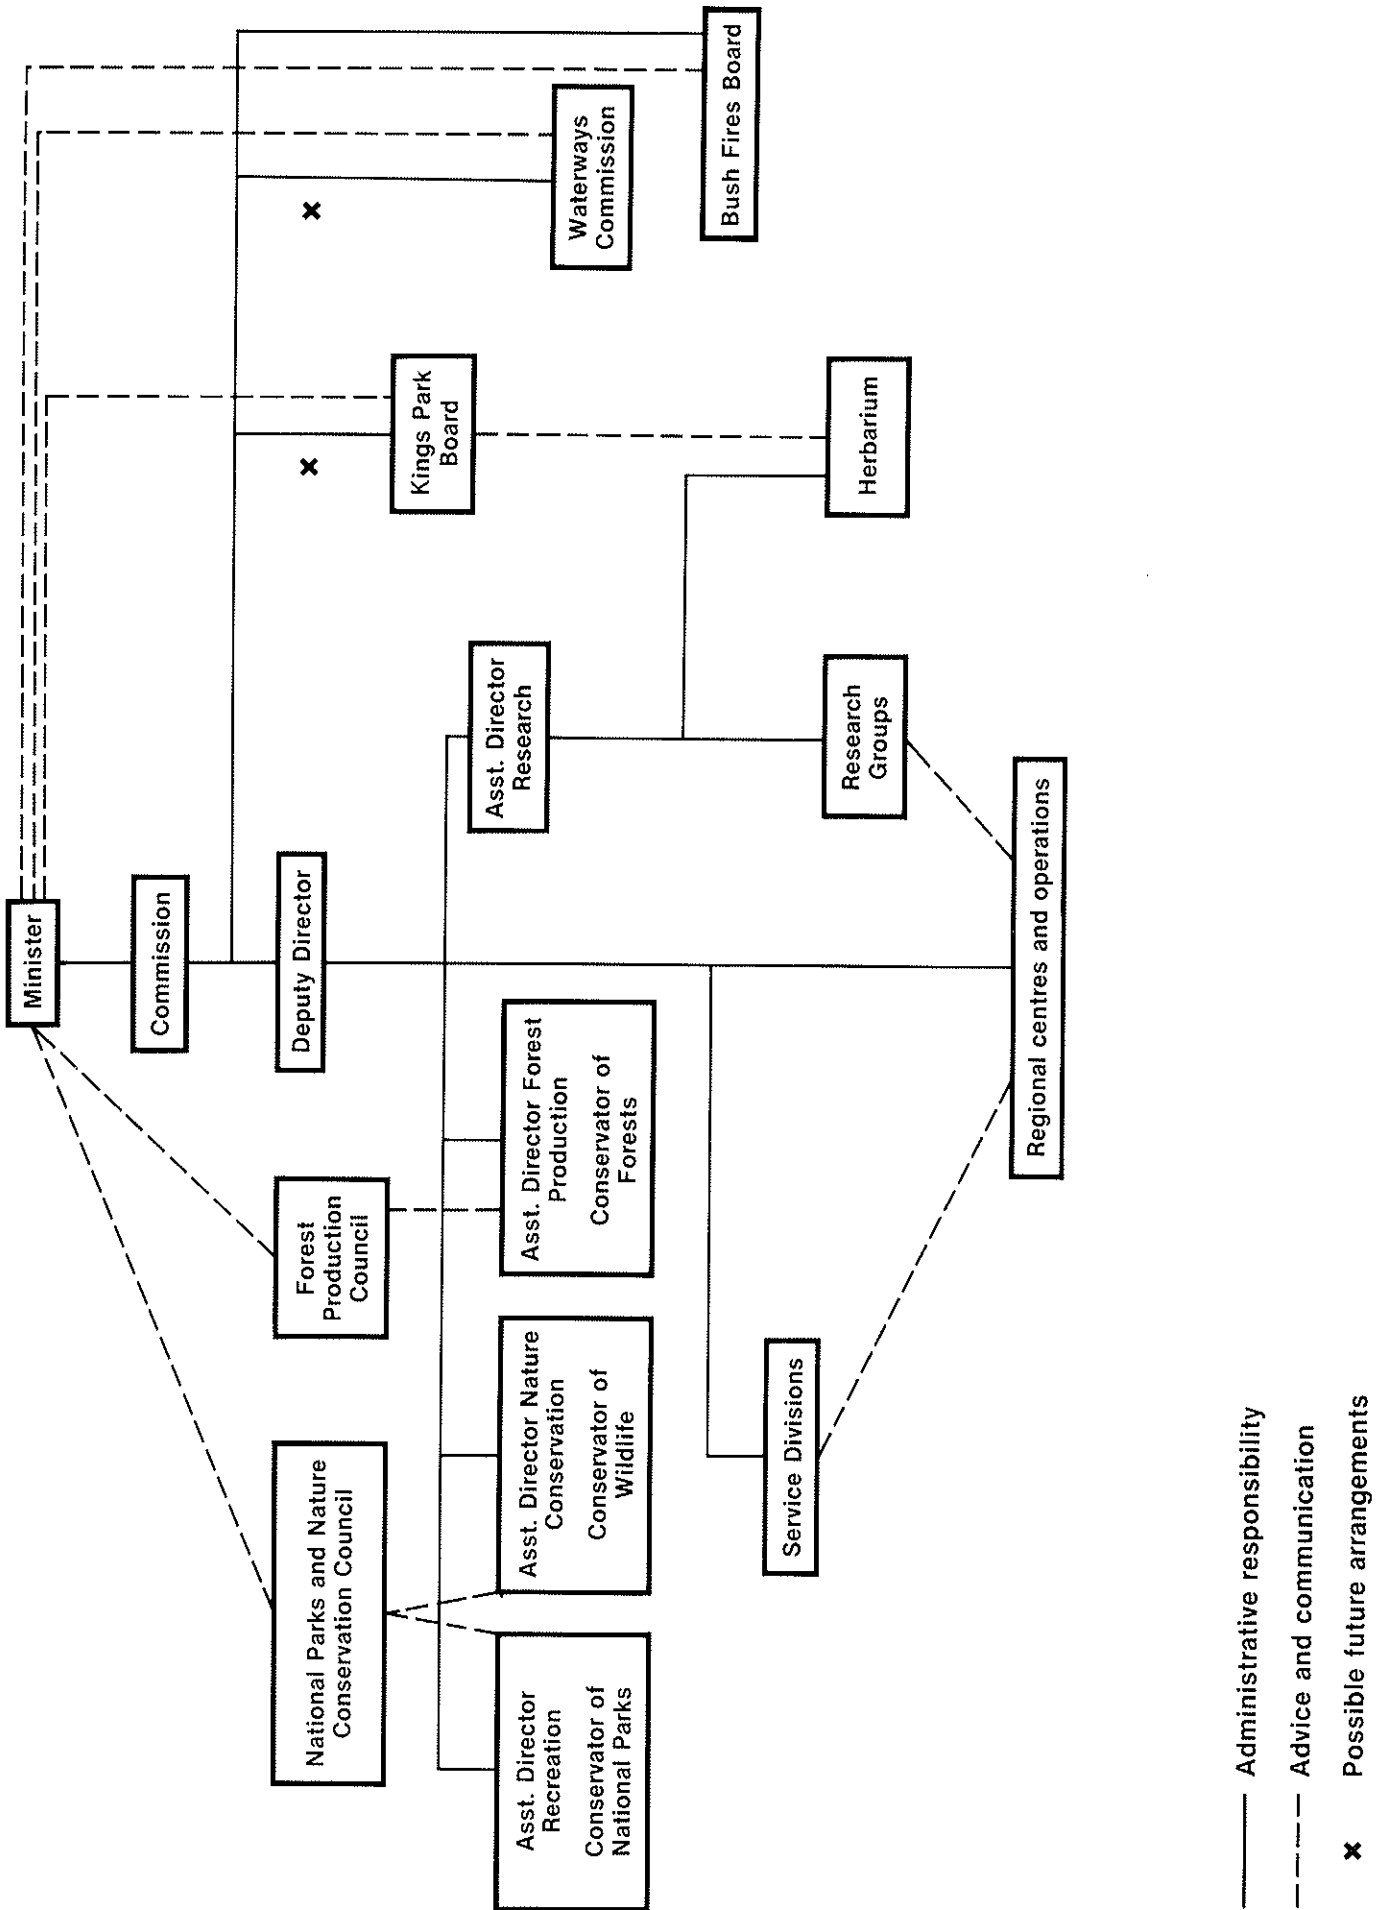 Minister
Commission
Deputy Director
National Parks and Nature
Conservation Council
Forest
Production
Council
Kings Park
Board
Waterways
Commission
Bush Fires Board
Asst. Director
Recreation
Conservator of
National Parks
Asst. Director Nature
Conservation
Conservator of
Wildlife
Asst. Director Forest
Production
Conservator of
Forests
Asst. Director
Research
Service Divisions
Research
Groups
Herbarium
Regional centres and operations
Administrative responsibility
Advice and communication
× Possible future arrangements
×
×